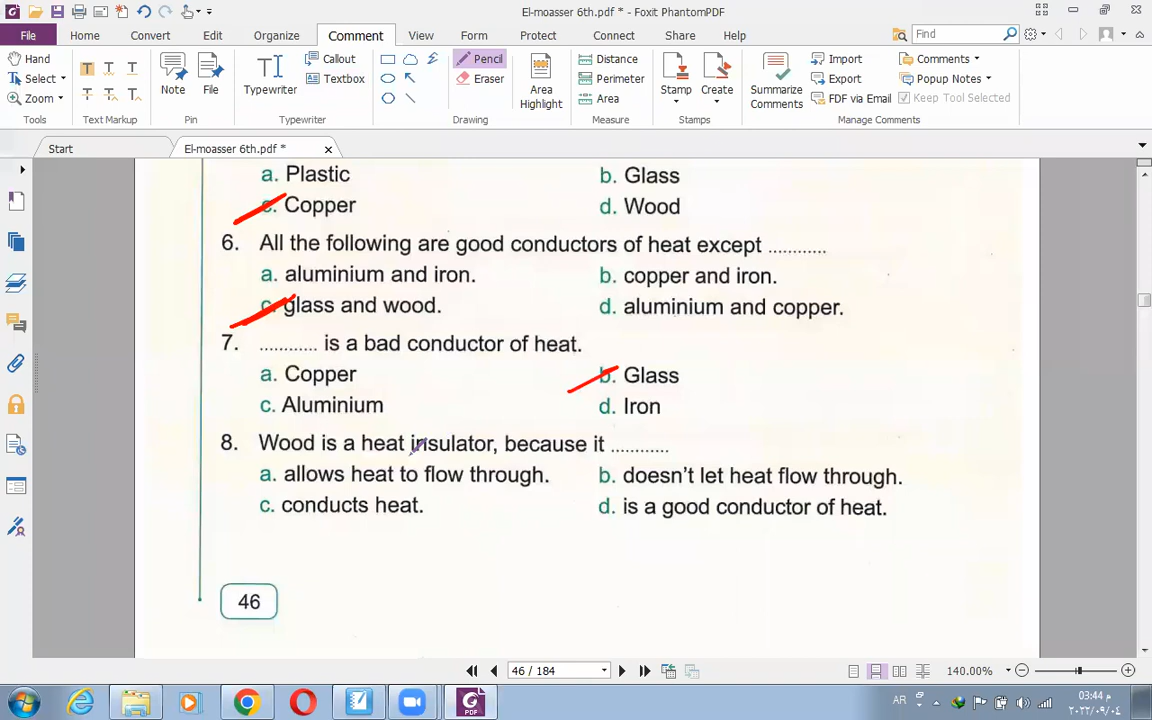 El-moasser 6th.pdf * - Foxit PhantomPDF
File Home Convert Edit Organize Comment View Form Protect Connect Share Help Find
Hand Select Zoom Tools
T T T Text Markup
Note File Pin
Typewriter Callout Textbox Typewriter
Pencil Eraser Area Highlight Drawing
Distance Perimeter Area Measure
Stamp Create Stamps
Summarize Comments Import Export FDF via Email Comments Popup Notes Keep Tool Selected Manage Comments
Start El-moasser 6th.pdf *
a. Plastic b. Glass
c. Copper d. Wood
6. All the following are good conductors of heat except ............
a. aluminium and iron. b. copper and iron.
c. glass and wood. d. aluminium and copper.
7. ............ is a bad conductor of heat.
a. Copper b. Glass
c. Aluminium d. Iron
8. Wood is a heat insulator, because it ............
a. allows heat to flow through. b. doesn't let heat flow through.
c. conducts heat. d. is a good conductor of heat.
46
46 / 184 140.00%
PDF AR 03:44 م
٢٠٢٢/٠٩/٠٤